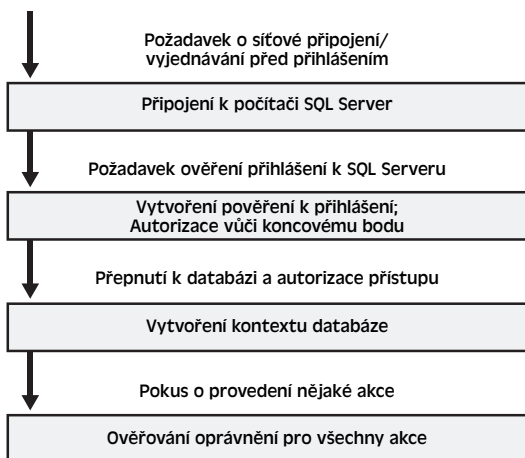 Požadavek o síťové připojení/
vyjednávání před přihlášením
Připojení k počítači SQL Server
Požadavek ověření přihlášení k SQL Serveru
Vytvoření pověření k přihlášení;
Autorizace vůči koncovému bodu
Přepnutí k databázi a autorizace přístupu
Vytvoření kontextu databáze
Pokus o provedení nějaké akce
Ověřování oprávnění pro všechny akce